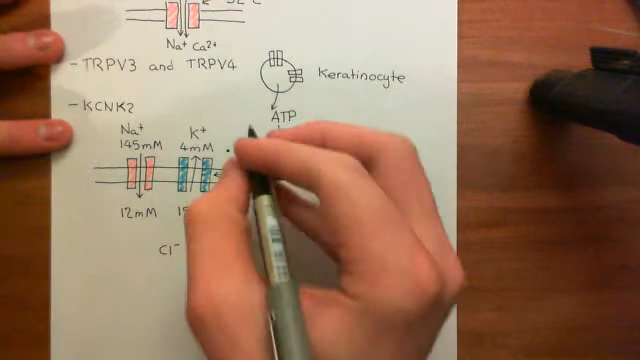 Na+ Ca2+
- TRPV3 and TRPV4
Keratinocyte
- KCNK2
ATP
Na+
K+
145mM
4mM
12mM
Cl-